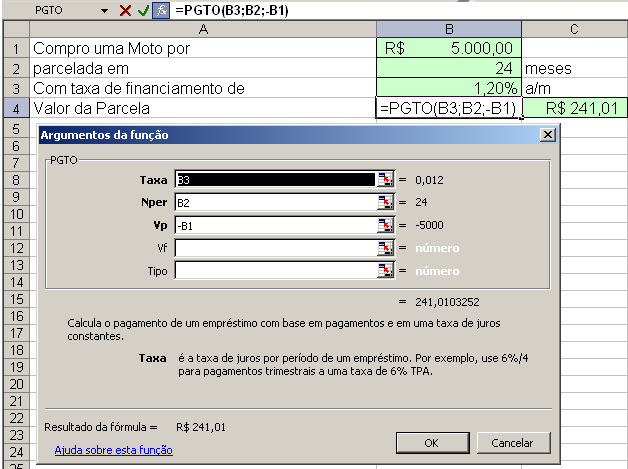 PGTO =PGTO(B3;B2;-B1)
A B C
1 Compro uma Moto por R$ 5.000,00
2 parcelada em 24 meses
3 Com taxa de financiamento de 1,20% a/m
4 Valor da Parcela =PGTO(B3;B2;-B1) R$ 241,01
5
6 Argumentos da função
7 PGTO
8 Taxa B3 = 0,012
9 Nper B2 = 24
10
11 Vp -B1 = -5000
12 Vf = número
13 Tipo = número
14
15 = 241,0103252
16 Calcula o pagamento de um empréstimo com base em pagamentos e em uma taxa de juros
17 constantes.
18 Taxa é a taxa de juros por período de um empréstimo. Por exemplo, use 6%/4
19 para pagamentos trimestrais a uma taxa de 6% TPA.
20
21
22 Resultado da fórmula = R$ 241,01
23 Ajuda sobre esta função OK Cancelar
24
25